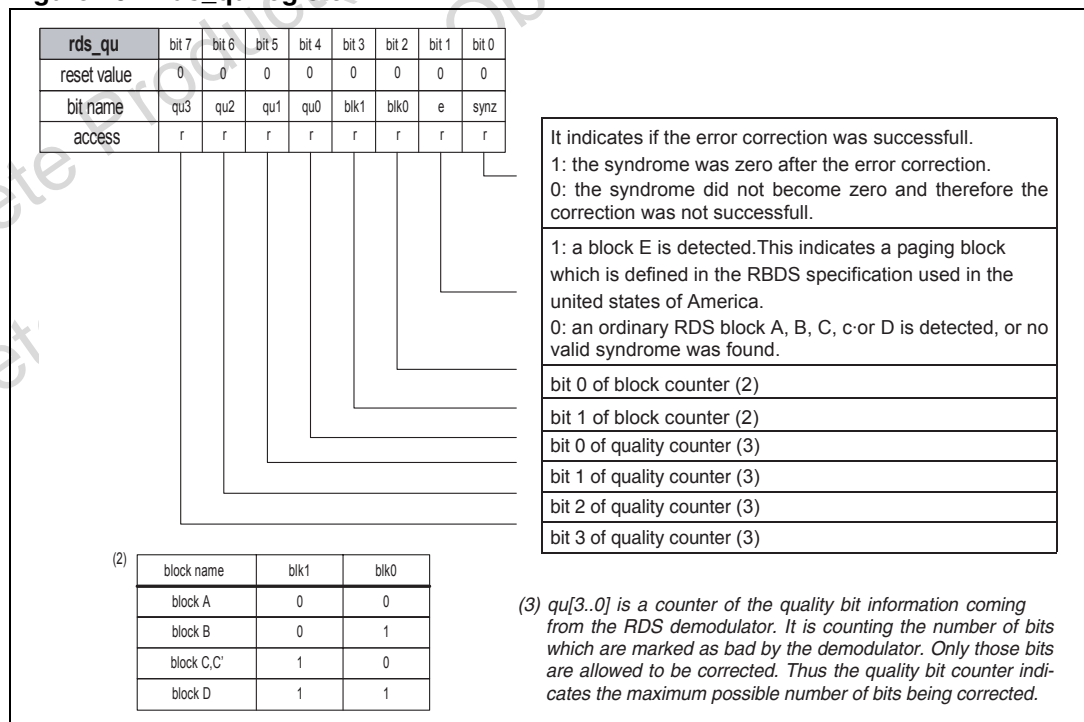 rds_qu bit 7 bit 6 bit 5 bit 4 bit 3 bit 2 bit 1 bit 0
reset value 0 0 0 0 0 0 0 0
bit name qu3 qu2 qu1 qu0 blk1 blk0 e synz
access r r r r r r r r
It indicates if the error correction was successfull.
1: the syndrome was zero after the error correction.
0: the syndrome did not become zero and therefore the
correction was not successfull.
1: a block E is detected.This indicates a paging block
which is defined in the RBDS specification used in the
united states of America.
0: an ordinary RDS block A, B, C, c·or D is detected, or no
valid syndrome was found.
bit 0 of block counter (2)
bit 1 of block counter (2)
bit 0 of quality counter (3)
bit 1 of quality counter (3)
bit 2 of quality counter (3)
bit 3 of quality counter (3)
(2)
block name blk1 blk0
block A 0 0
block B 0 1
block C,C' 1 0
block D 1 1
(3) qu[3..0] is a counter of the quality bit information coming
from the RDS demodulator. It is counting the number of bits
which are marked as bad by the demodulator. Only those bits
are allowed to be corrected. Thus the quality bit counter indi-
cates the maximum possible number of bits being corrected.